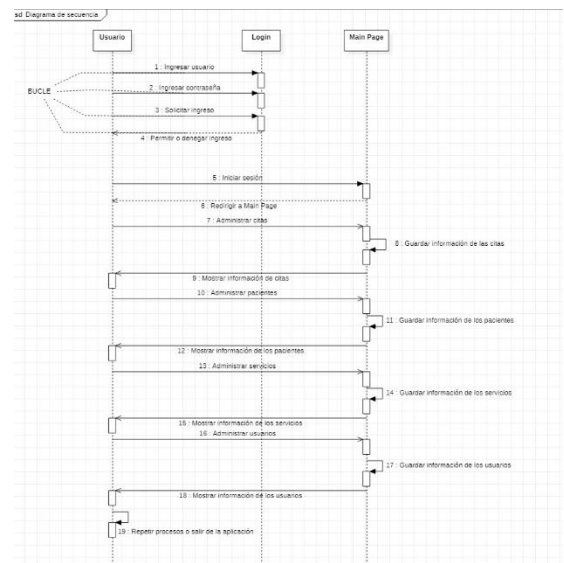 sd Diagrama de secuencia
Usuario
Login
Main Page
1 : Ingresar usuario
BUCLE
2 : Ingresar contraseña
3 : Solicitar ingreso
4 : Permitir o denegar ingreso
5 : Iniciar sesión
6 : Redirigir a Main Page
7 : Administrar citas
8 : Guardar información de las citas
9 : Mostrar información de citas
10 : Administrar pacientes
11 : Guardar información de los pacientes
12 : Mostrar información de los pacientes
13 : Administrar servicios
14 : Guardar información de los servicios
15 : Mostrar información de los servicios
16 : Administrar usuarios
17 : Guardar información de los usuarios
18 : Mostrar información de los usuarios
19 : Repetir procesos o salir de la aplicación